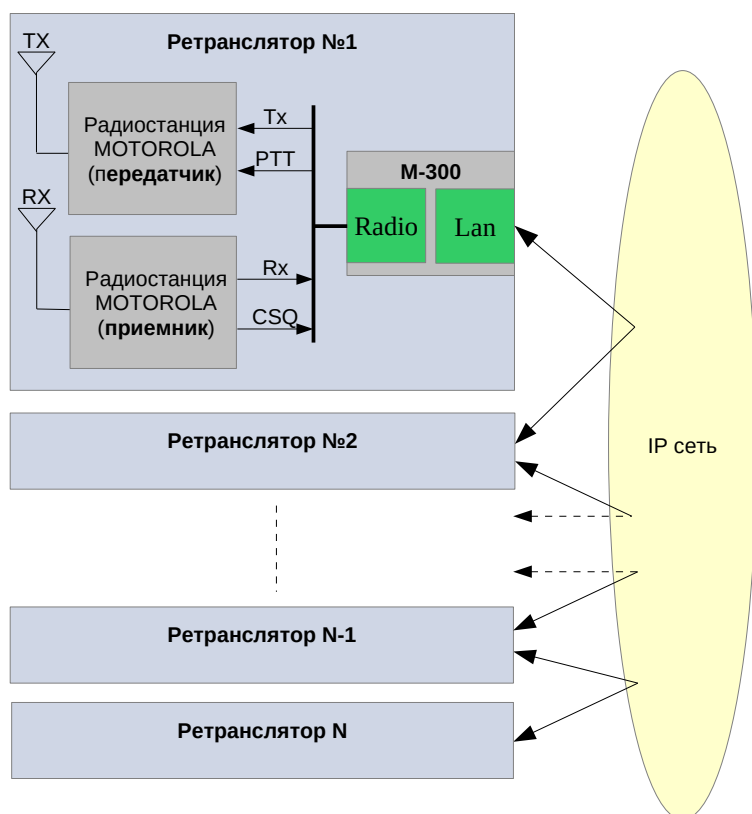 Ретранслятор №1
TX
Радиостанция
MOTOROLA
(передатчик)
Tx
PTT
M-300
Radio
Lan
RX
Радиостанция
MOTOROLA
(приемник)
Rx
CSQ
Ретранслятор №2
IP сеть
Ретранслятор N-1
Ретранслятор N